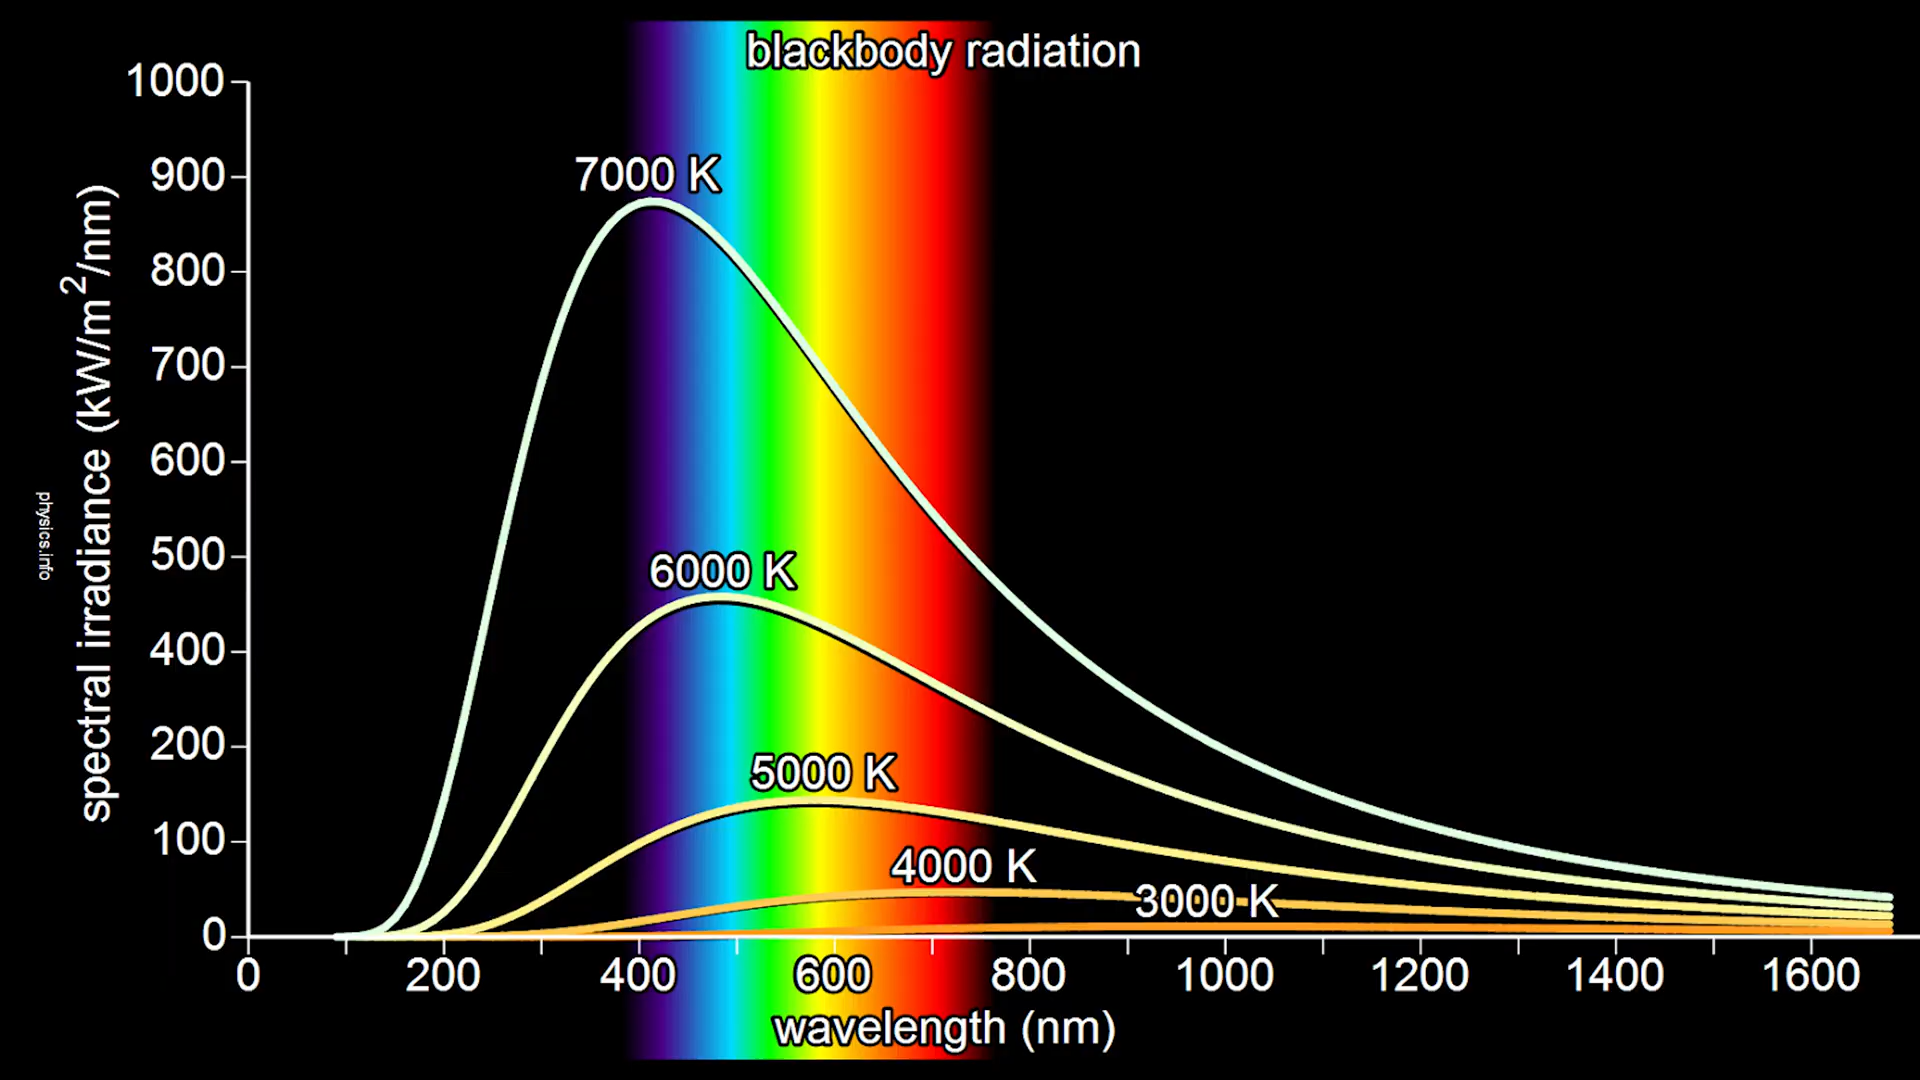 blackbody radiation
1000
900
800
700
600
500
400
200
100
0
spectral irradiance (kW/m²/nm)
physics.info
7000 K
6000 K
5000 K
4000 K
3000 K
0 200 400 600 800 1000 1200 1400 1600
wavelength (nm)